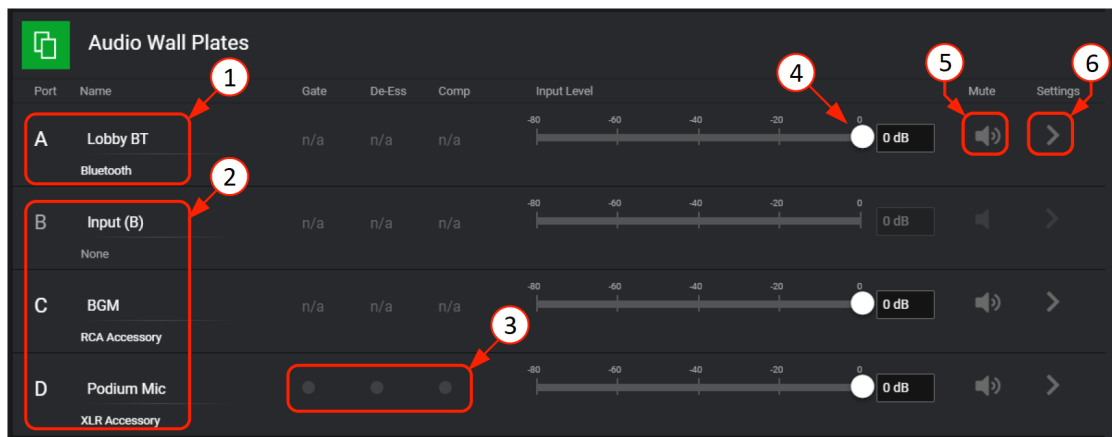 Audio Wall Plates
1
4
5
6
Port Name Gate De-Ess Comp Input Level Mute Settings
-80 -60 -40 -20 0
A Lobby BT n/a n/a n/a 0 dB
Bluetooth
2
-80 -60 -40 -20 0
B Input (B) n/a n/a n/a 0 dB
None
-80 -60 -40 -20 0
C BGM n/a n/a n/a 0 dB
RCA Accessory
3
-80 -60 -40 -20 0
D Podium Mic 0 dB
XLR Accessory